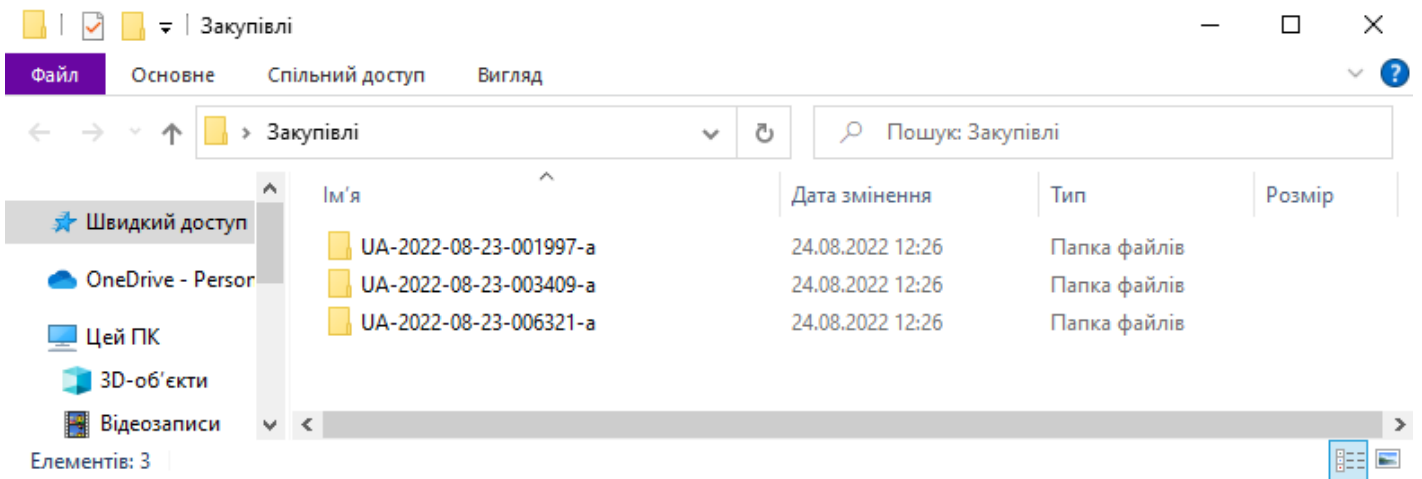 Закупівлі
Файл Основне Спільний доступ Вигляд
Закупівлі Пошук: Закупівлі
Ім'я Дата змінення Тип Розмір
Швидкий доступ
OneDrive - Person
Цей ПК
3D-об'єкти
Відеозаписи
UA-2022-08-23-001997-a 24.08.2022 12:26 Папка файлів
UA-2022-08-23-003409-a 24.08.2022 12:26 Папка файлів
UA-2022-08-23-006321-a 24.08.2022 12:26 Папка файлів
Елементів: 3